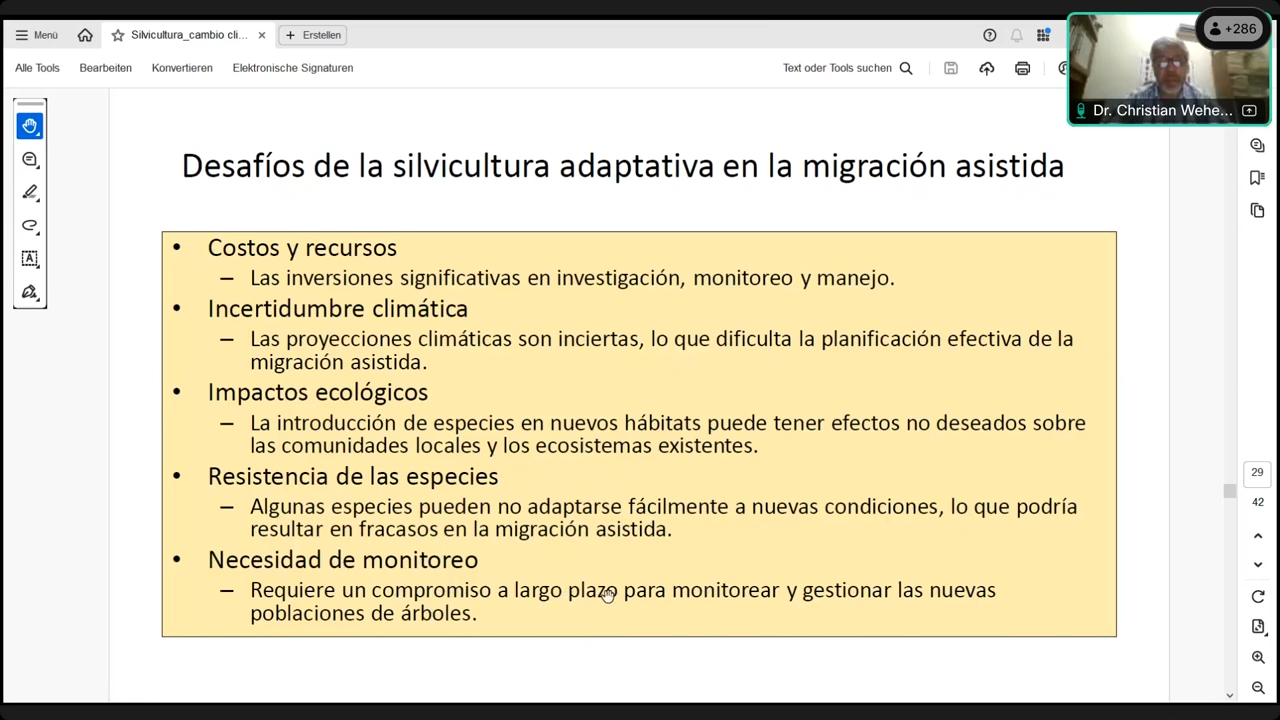 Menü
Silvicultura_cambio cli...
Erstellen
+286
Alle Tools
Bearbeiten
Konvertieren
Elektronische Signaturen
Text oder Tools suchen
Dr. Christian Wehe...
Desafíos de la silvicultura adaptativa en la migración asistida
• Costos y recursos
– Las inversiones significativas en investigación, monitoreo y manejo.
• Incertidumbre climática
– Las proyecciones climáticas son inciertas, lo que dificulta la planificación efectiva de la
migración asistida.
• Impactos ecológicos
– La introducción de especies en nuevos hábitats puede tener efectos no deseados sobre
las comunidades locales y los ecosistemas existentes.
• Resistencia de las especies
– Algunas especies pueden no adaptarse fácilmente a nuevas condiciones, lo que podría
resultar en fracasos en la migración asistida.
• Necesidad de monitoreo
– Requiere un compromiso a largo plazo para monitorear y gestionar las nuevas
poblaciones de árboles.
29
42